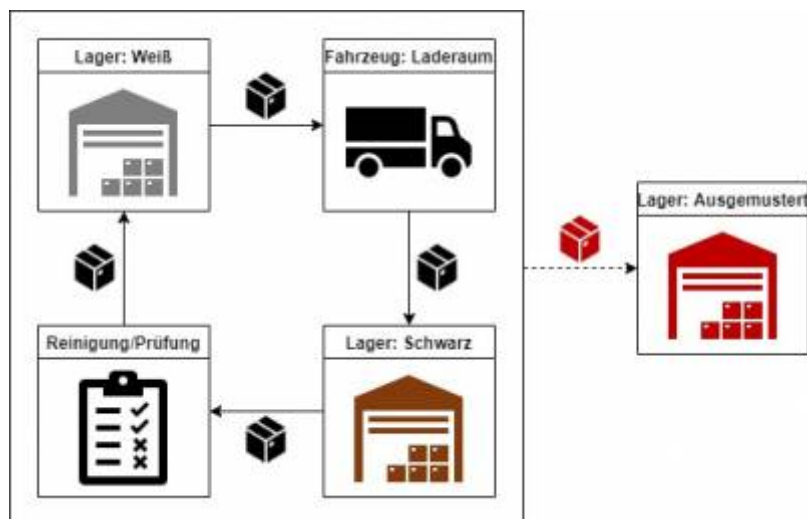 Lager: Weiß
Fahrzeug: Laderaum
Lager: Ausgemustert
Reinigung/Prüfung
Lager: Schwarz